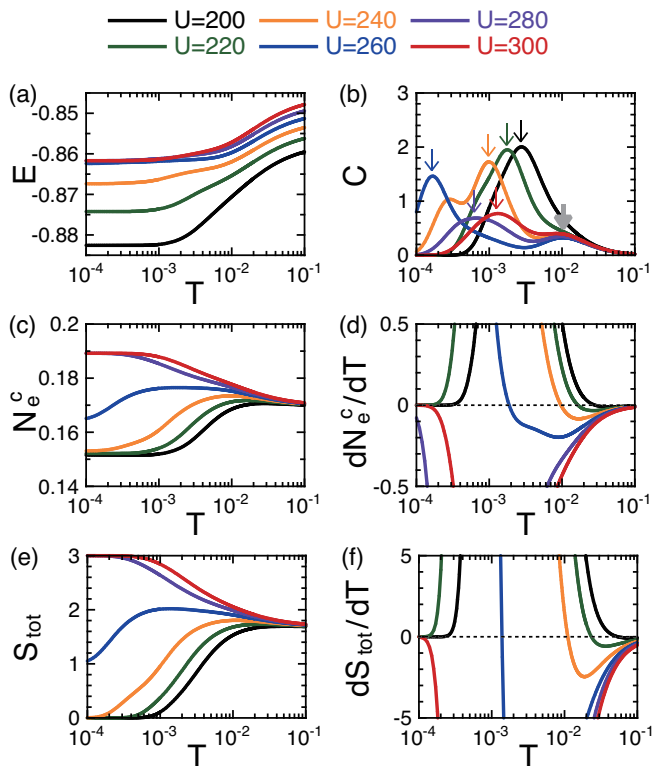 U=200 U=240 U=280
U=220 U=260 U=300
(a) (b)
-0.85 3
-0.86 2
E C
-0.87 1
-0.88 0
10-4 10-3 10-2 10-1 10-4 10-3 10-2 10-1
T T
(c) (d)
0.2 0.5
0.18
Nec 0 dNec/dT
0.16
0.14 -0.5
10-4 10-3 10-2 10-1 10-4 10-3 10-2 10-1
T T
(e) (f)
3 5
2
Stot 0 dStot/dT
1
0 -5
10-4 10-3 10-2 10-1 10-4 10-3 10-2 10-1
T T